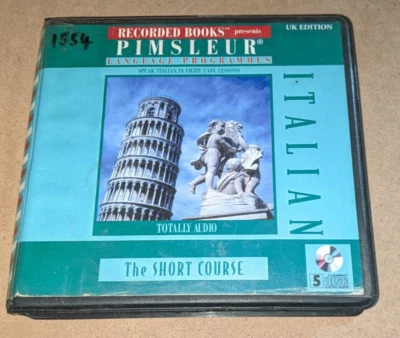 RECORDED BOOKS™ presents
UK EDITION
1554
PIMSLEUR®
LANGUAGE PROGRAMMES
SPEAK ITALIAN IN EIGHT EASY LESSONS
ITALIAN
TOTALLY AUDIO
The SHORT COURSE
5